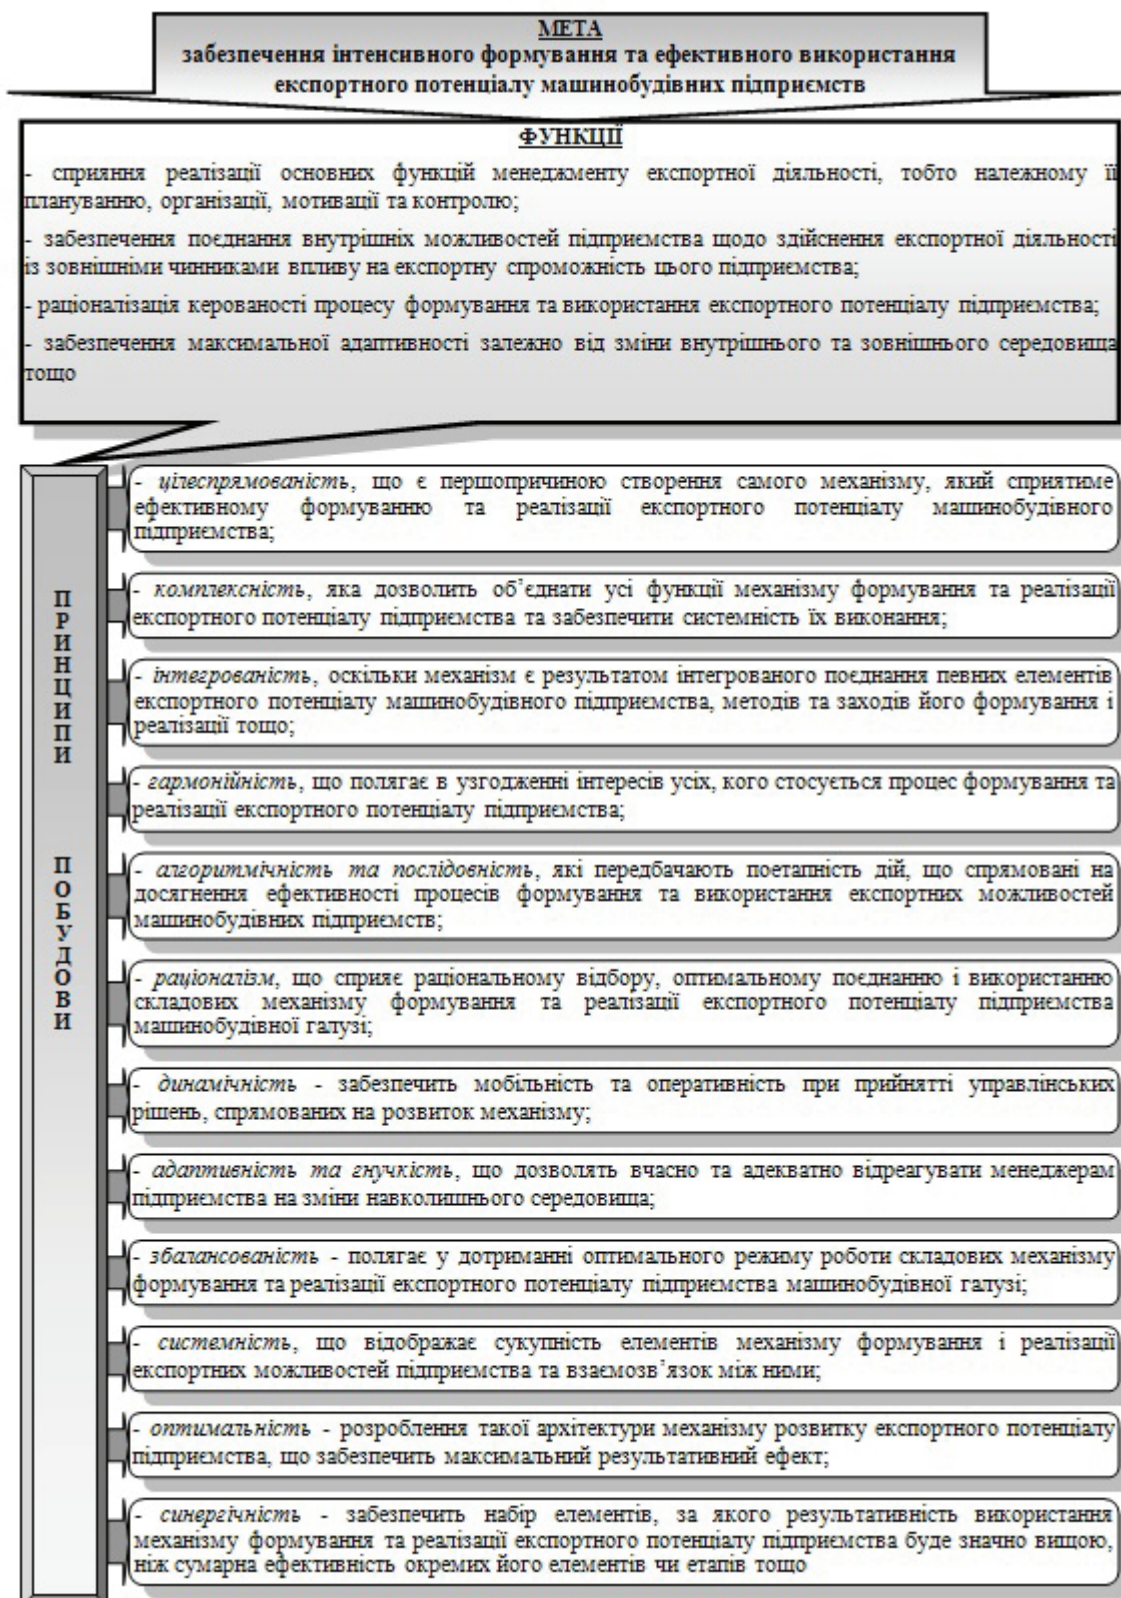 МЕТА
забезпечення інтенсивного формування та ефективного використання
експортного потенціалу машинобудівних підприємств
ФУНКЦІЇ
- сприяння реалізації основних функцій менеджменту експортної діяльності, тобто належному її
плануванню, організації, мотивації та контролю;
- забезпечення поєднання внутрішніх можливостей підприємства щодо здійснення експортної діяльності
із зовнішніми чинниками впливу на експортну спроможність цього підприємства;
- раціоналізація керованості процесу формування та використання експортного потенціалу підприємства;
- забезпечення максимальної адаптивності залежно від зміни внутрішнього та зовнішнього середовища
тощо
ПРИНЦИПИ ПОБУДОВИ
- цілеспрямованість, що є першопричиною створення самого механізму, який сприятиме
ефективному формуванню та реалізації експортного потенціалу машинобудівного
підприємства;
- комплексність, яка дозволить об’єднати усі функції механізму формування та реалізації
експортного потенціалу підприємства та забезпечити системність їх виконання;
- інтегрованість, оскільки механізм є результатом інтегрованого поєднання певних елементів
експортного потенціалу машинобудівного підприємства, методів та заходів його формування і
реалізації тощо;
- гармонійність, що полягає в узгодженні інтересів усіх, кого стосується процес формування та
реалізації експортного потенціалу підприємства;
- алгоритмічність та послідовність, які передбачають поетапність дій, що спрямовані на
досягнення ефективності процесів формування та використання експортних можливостей
машинобудівних підприємств;
- раціоналізм, що сприяє раціональному відбору, оптимальному поєднанню і використанню
складових механізму формування та реалізації експортного потенціалу підприємства
машинобудівної галузі;
- динамічність - забезпечить мобільність та оперативність при прийнятті управлінських
рішень, спрямованих на розвиток механізму;
- адаптивність та гнучкість, що дозволять вчасно та адекватно відреагувати менеджерам
підприємства на зміни навколишнього середовища;
- збалансованість - полягає у дотриманні оптимального режиму роботи складових механізму
формування та реалізації експортного потенціалу підприємства машинобудівної галузі;
- системність, що відображає сукупність елементів механізму формування і реалізації
експортних можливостей підприємства та взаємозв’язок між ними;
- оптимальність - розроблення такої архітектури механізму розвитку експортного потенціалу
підприємства, що забезпечить максимальний результативний ефект;
- синергічність - забезпечить набір елементів, за якого результативність використання
механізму формування та реалізації експортного потенціалу підприємства буде значно вищою,
ніж сумарна ефективність окремих його елементів чи етапів тощо